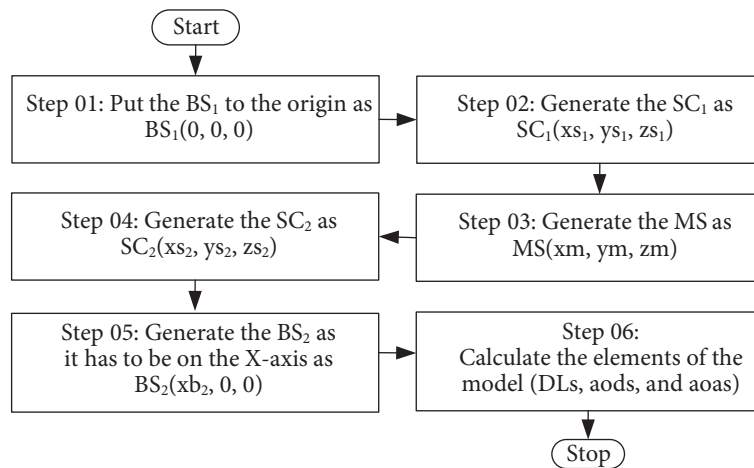 Start
Step 01: Put the BS₁ to the origin as
BS₁(0, 0, 0)
Step 02: Generate the SC₁ as
SC₁(xs₁, ys₁, zs₁)
Step 03: Generate the MS as
MS(xm, ym, zm)
Step 04: Generate the SC₂ as
SC₂(xs₂, ys₂, zs₂)
Step 05: Generate the BS₂ as
it has to be on the X-axis as
BS₂(xb₂, 0, 0)
Step 06:
Calculate the elements of the
model (DLs, aods, and aoas)
Stop